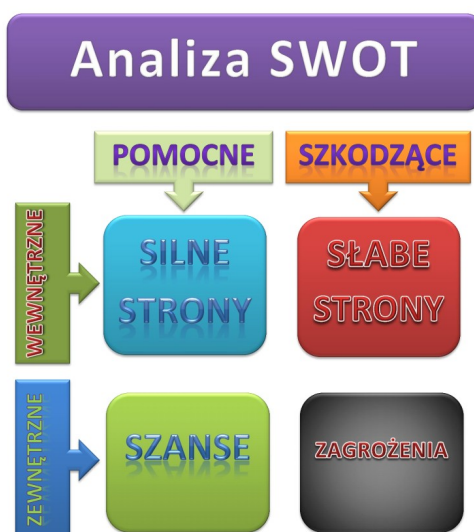 Analiza SWOT
POMOCNE
SZKODZĄCE
WEWNĘTRZNE
SILNE
STRONY
SŁABE
STRONY
ZEWNĘTRZNE
SZANSE
ZAGROŻENIA